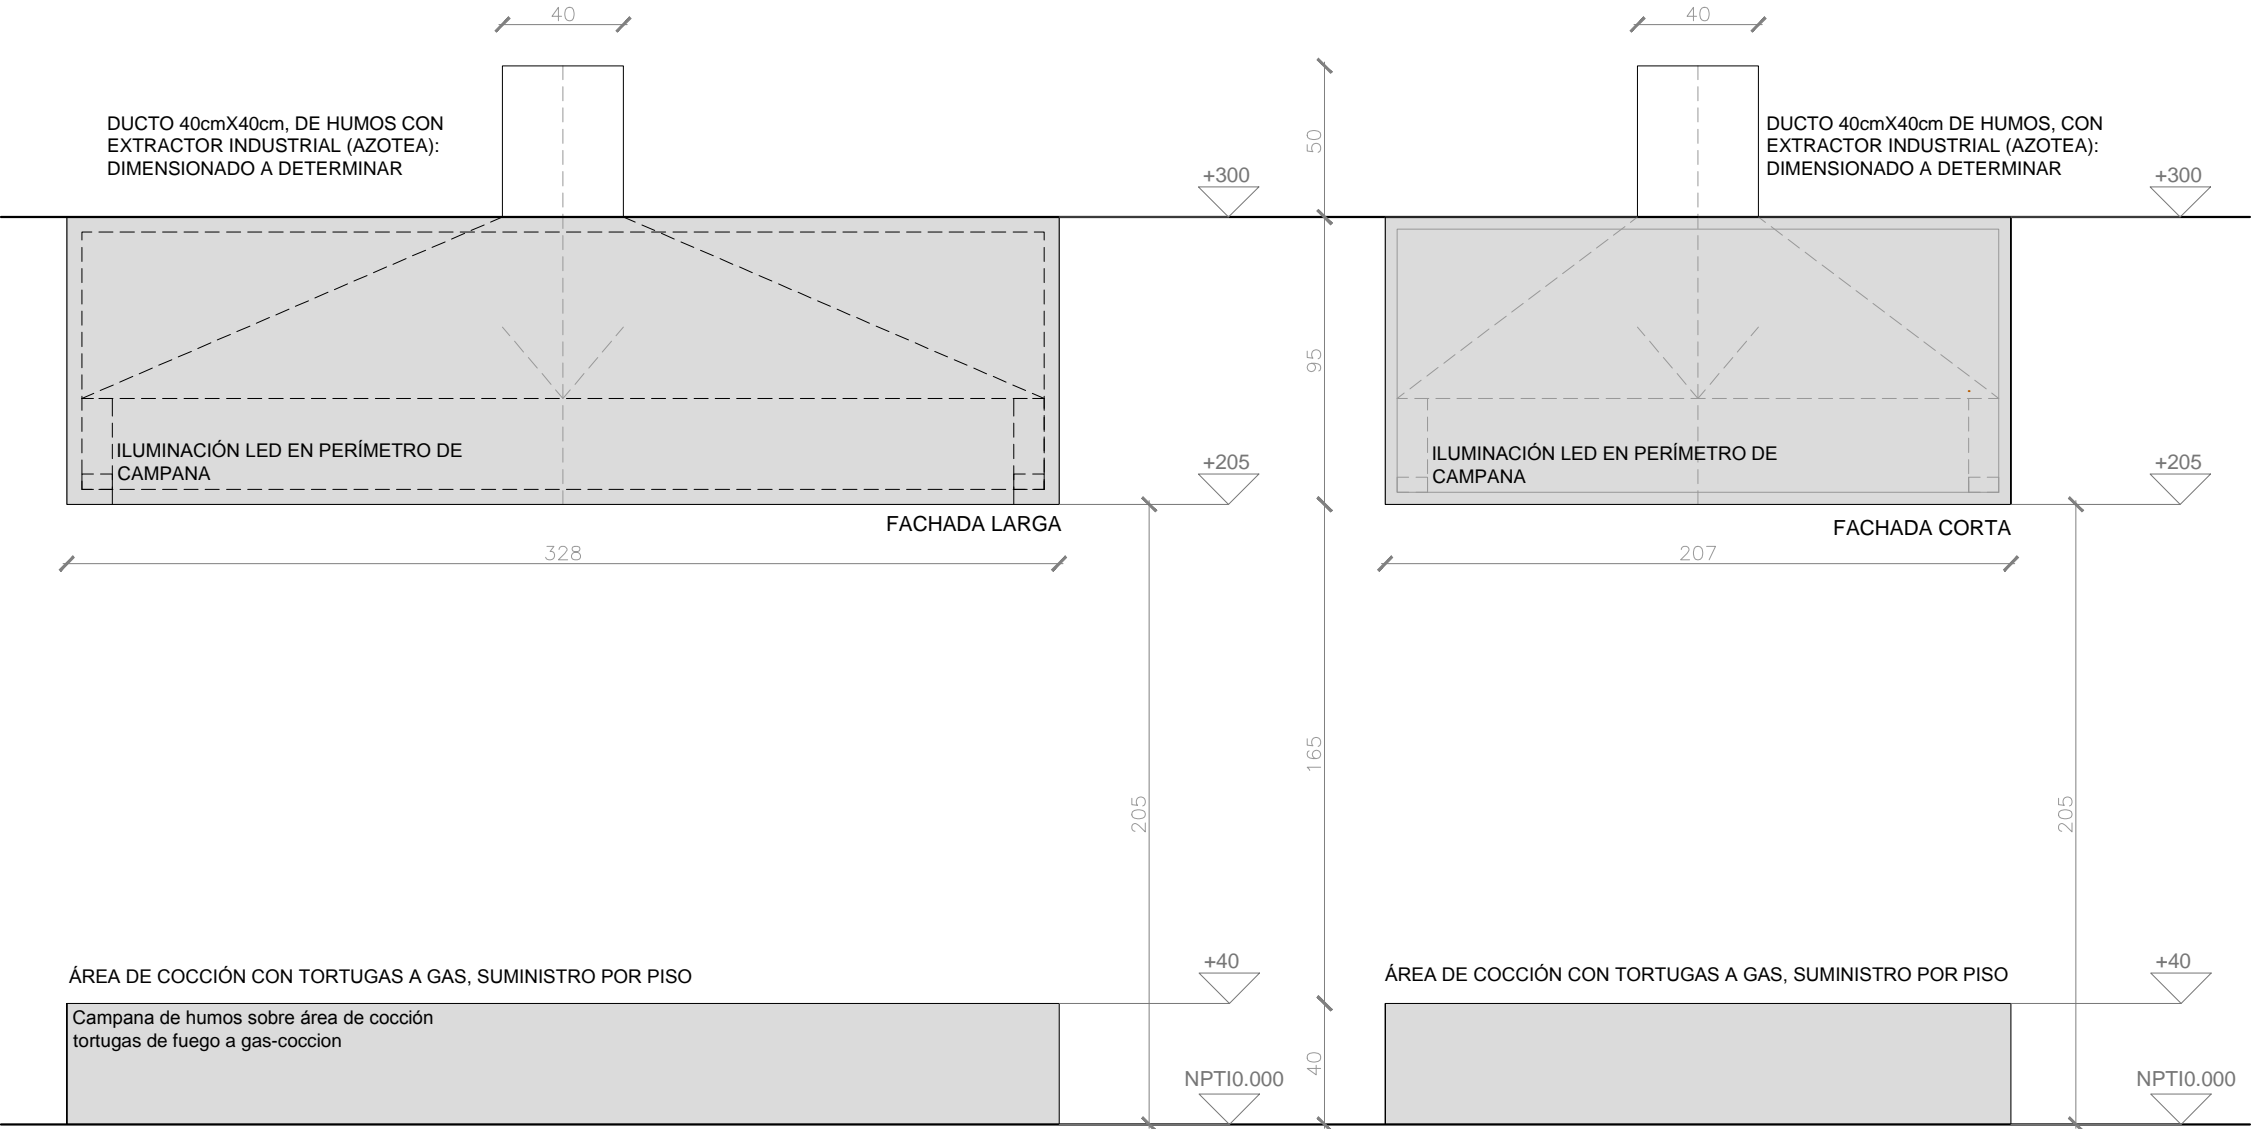 40
40
DUCTO 40cmX40cm, DE HUMOS CON
EXTRACTOR INDUSTRIAL (AZOTEA):
DIMENSIONADO A DETERMINAR
50
DUCTO 40cmX40cm DE HUMOS, CON
EXTRACTOR INDUSTRIAL (AZOTEA):
DIMENSIONADO A DETERMINAR
+300
+300
95
ILUMINACIÓN LED EN PERÍMETRO DE
CAMPANA
+205
ILUMINACIÓN LED EN PERÍMETRO DE
CAMPANA
+205
FACHADA LARGA
FACHADA CORTA
328
207
165
205
205
ÁREA DE COCCIÓN CON TORTUGAS A GAS, SUMINISTRO POR PISO
+40
ÁREA DE COCCIÓN CON TORTUGAS A GAS, SUMINISTRO POR PISO
+40
Campana de humos sobre área de cocción
tortugas de fuego a gas-coccion
40
NPTI0.000
NPTI0.000